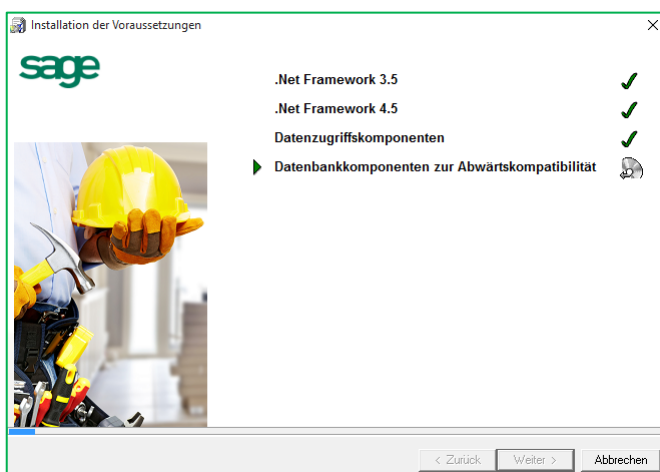 Installation der Voraussetzungen
sage
.Net Framework 3.5
.Net Framework 4.5
Datenzugriffskomponenten
Datenbankkomponenten zur Abwärtskompatibilität
< Zurück
Weiter >
Abbrechen